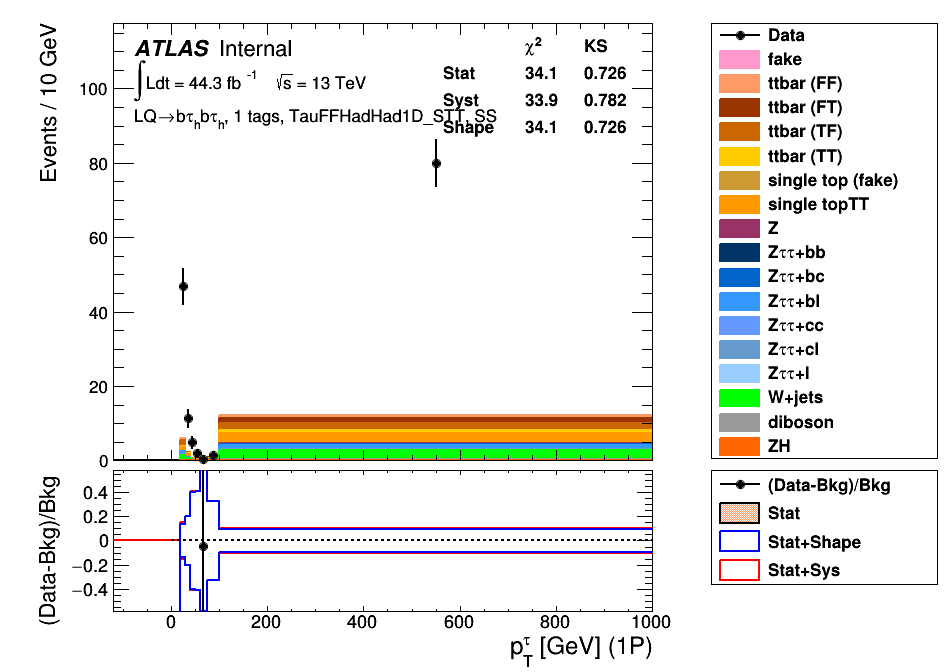 ATLAS Internal
∫Ldt = 44.3 fb⁻¹ √s = 13 TeV
LQ→bτₕbτₕ, 1 tags, TauFFHadHad1D_STT, SS
χ² KS
Stat 34.1 0.726
Syst 33.9 0.782
Shape 34.1 0.726
Events / 10 GeV
100
80
60
40
20
0
Data
fake
ttbar (FF)
ttbar (FT)
ttbar (TF)
ttbar (TT)
single top (fake)
single topTT
Z
Zττ+bb
Zττ+bc
Zττ+bl
Zττ+cc
Zττ+cl
Zττ+l
W+jets
diboson
ZH
(Data-Bkg)/Bkg
0.4
0.2
0
−0.2
−0.4
0 200 400 600 800 1000
p_T^τ [GeV] (1P)
(Data-Bkg)/Bkg
Stat
Stat+Shape
Stat+Sys